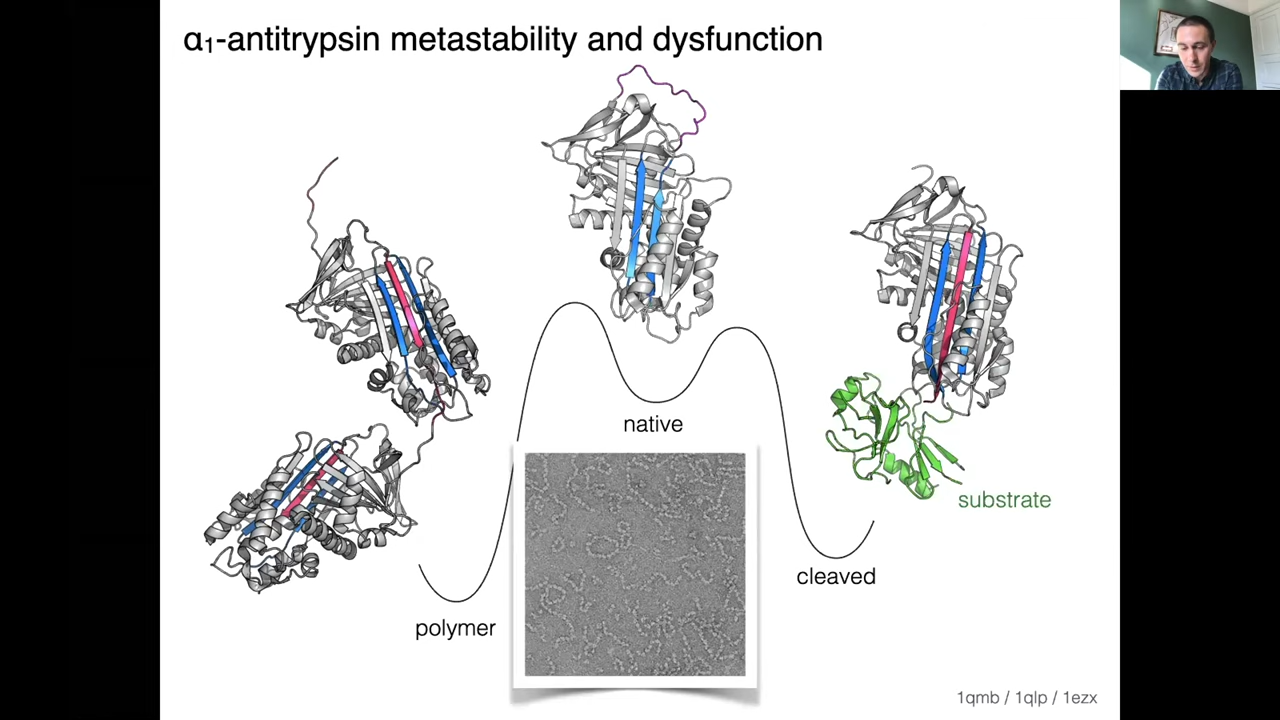 α₁-antitrypsin metastability and dysfunction
native
substrate
cleaved
polymer
1qmb / 1qlp / 1ezx